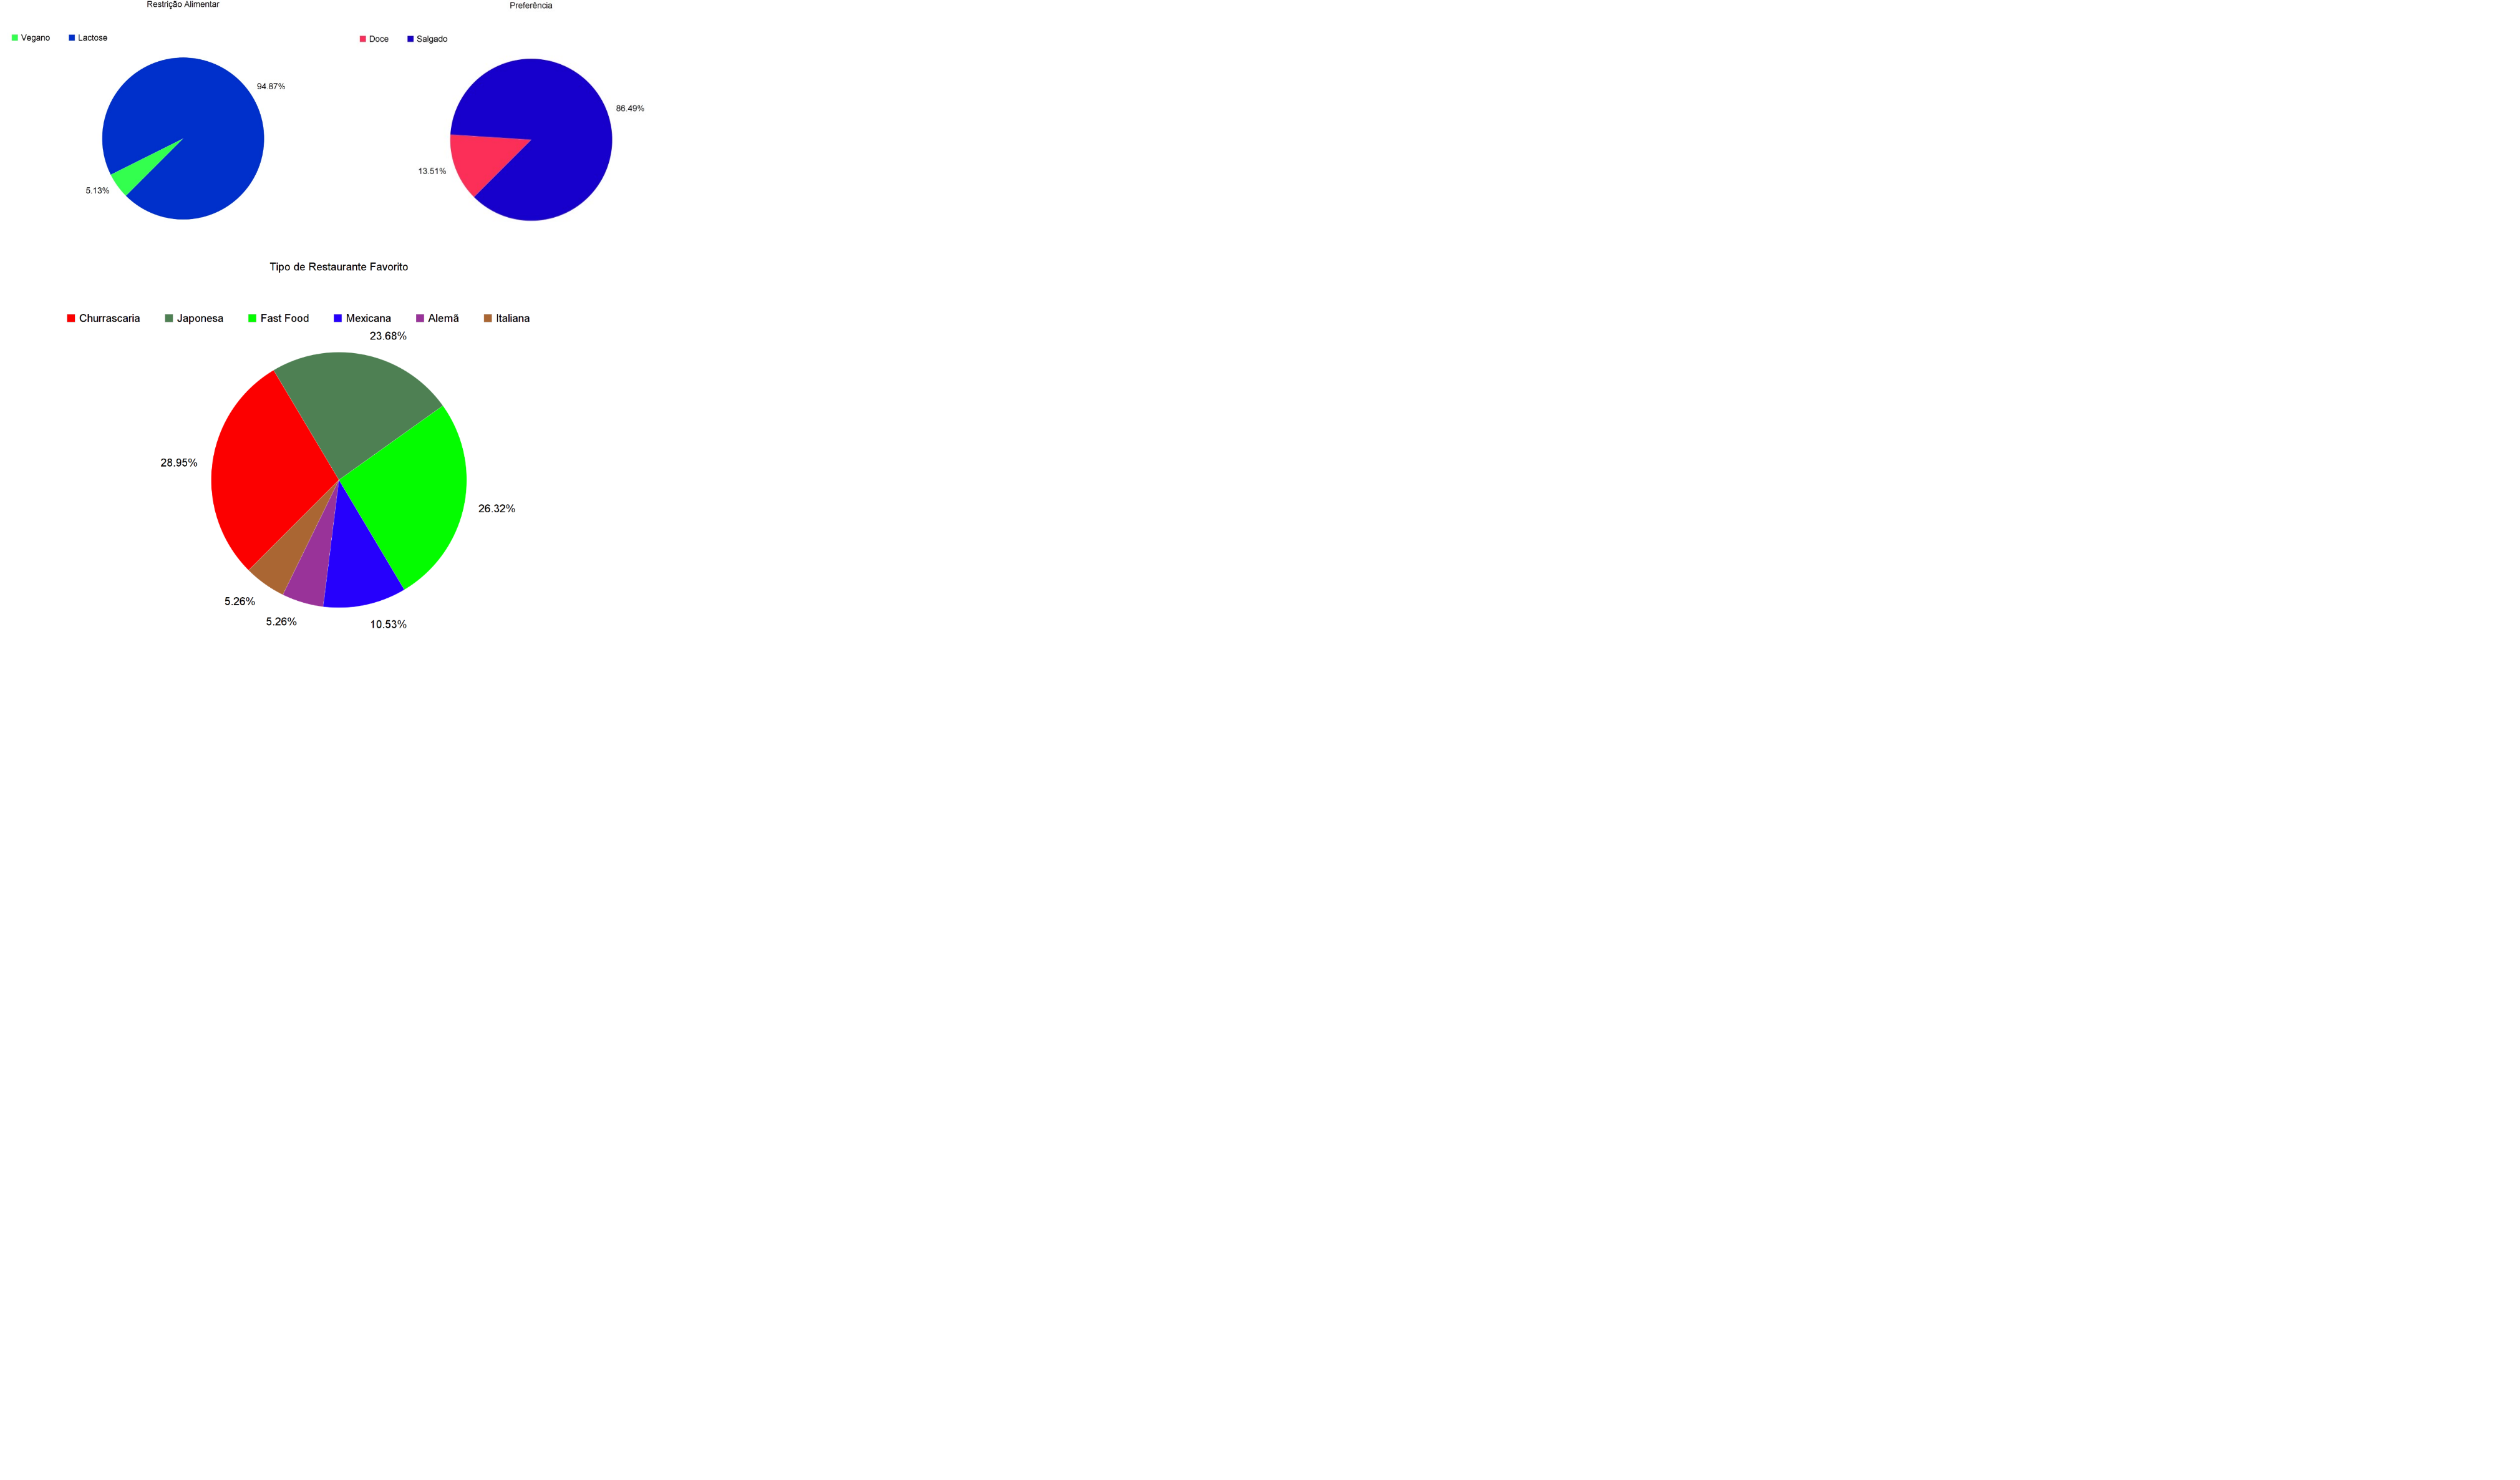 Restrição Alimentar
Vegano Lactose
94.87%
5.13%
Preferência
Doce Salgado
86.49%
13.51%
Tipo de Restaurante Favorito
Churrascaria Japonesa Fast Food Mexicana Alemã Italiana
23.68%
28.95%
26.32%
5.26%
5.26%
10.53%